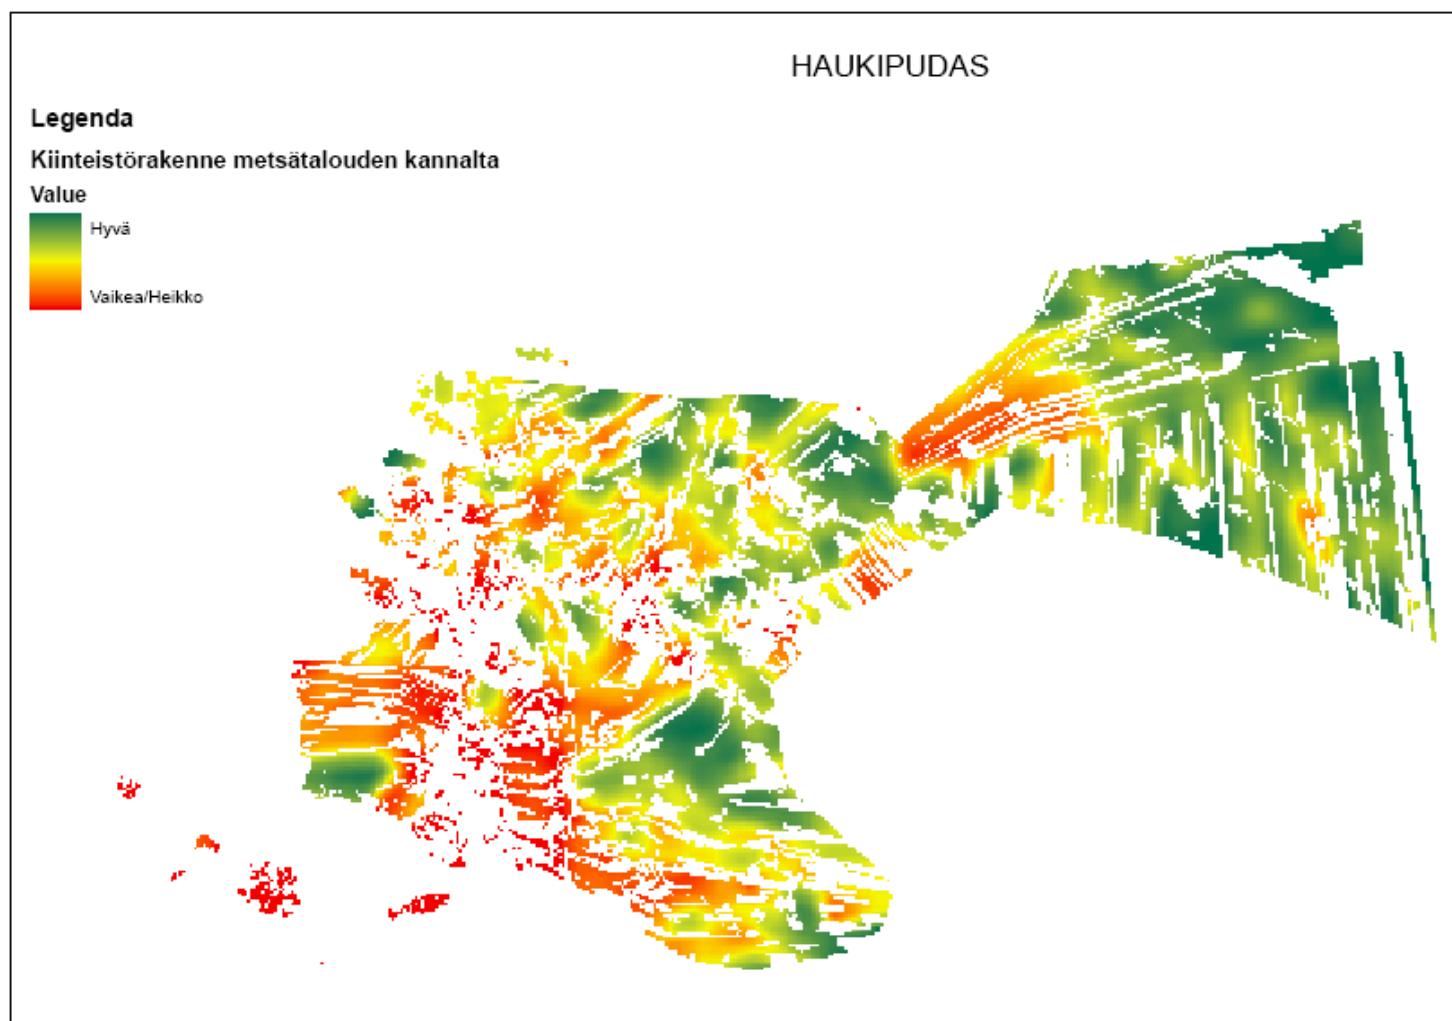 HAUKIPUDAS
Legenda
Kiinteistörakenne metsätalouden kannalta
Value
Hyvä
Vaikea/Heikko